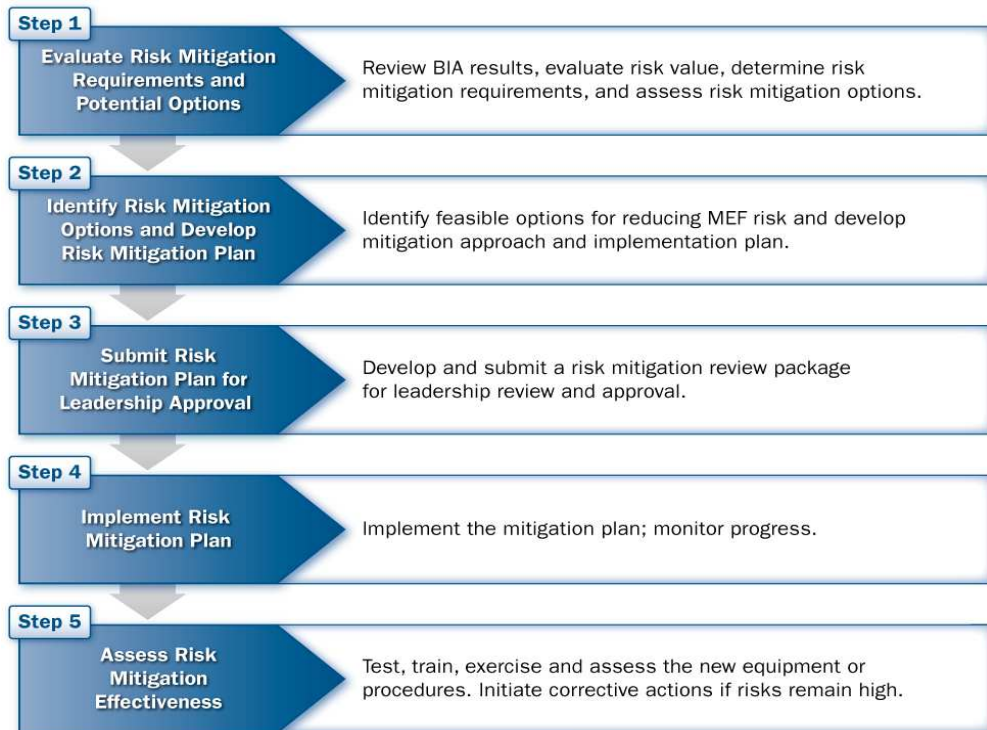 Step 1
Evaluate Risk Mitigation
Requirements and
Potential Options
Review BIA results, evaluate risk value, determine risk
mitigation requirements, and assess risk mitigation options.
Step 2
Identify Risk Mitigation
Options and Develop
Risk Mitigation Plan
Identify feasible options for reducing MEF risk and develop
mitigation approach and implementation plan.
Step 3
Submit Risk
Mitigation Plan for
Leadership Approval
Develop and submit a risk mitigation review package
for leadership review and approval.
Step 4
Implement Risk
Mitigation Plan
Implement the mitigation plan; monitor progress.
Step 5
Assess Risk
Mitigation
Effectiveness
Test, train, exercise and assess the new equipment or
procedures. Initiate corrective actions if risks remain high.